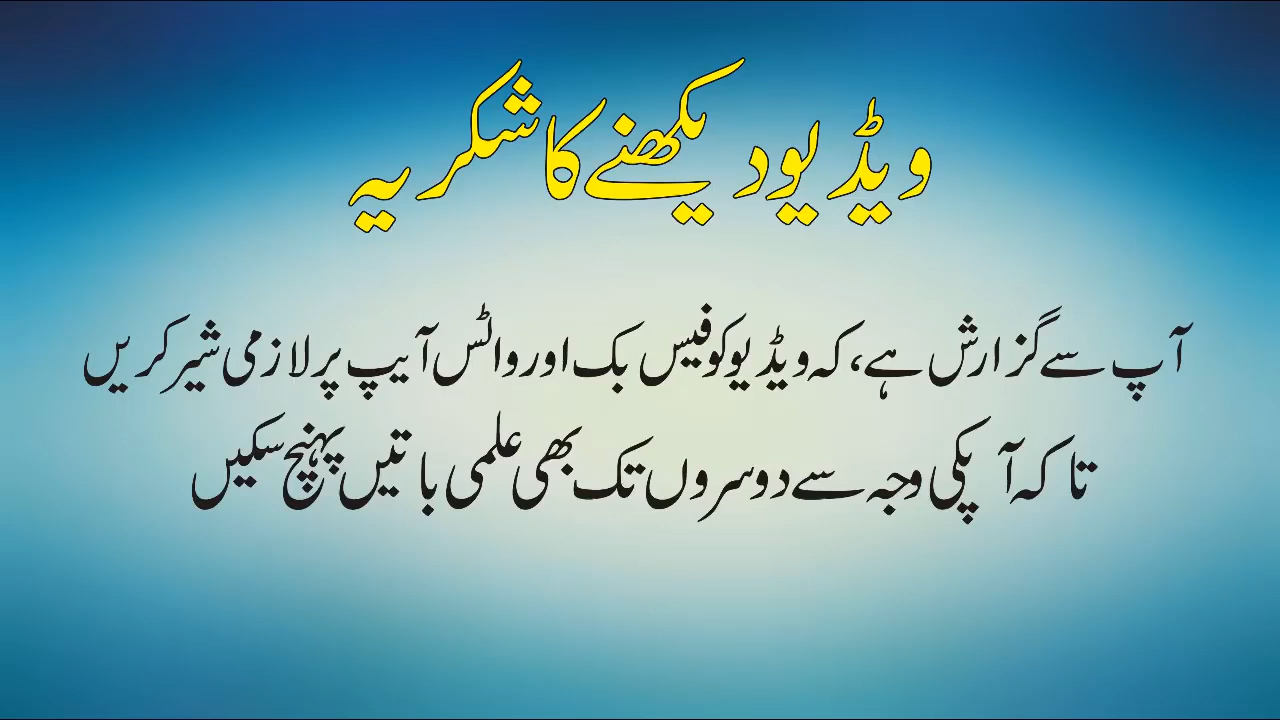 ویڈیو دیکھنے کا شکریہ
آپ سے گزارش ہے، کہ ویڈیو کو فیس بک اور واٹس آیپ پر لازمی شیر کریں
تاکہ آپکی وجہ سے دوسروں تک بھی علمی باتیں پہنچ سکیں